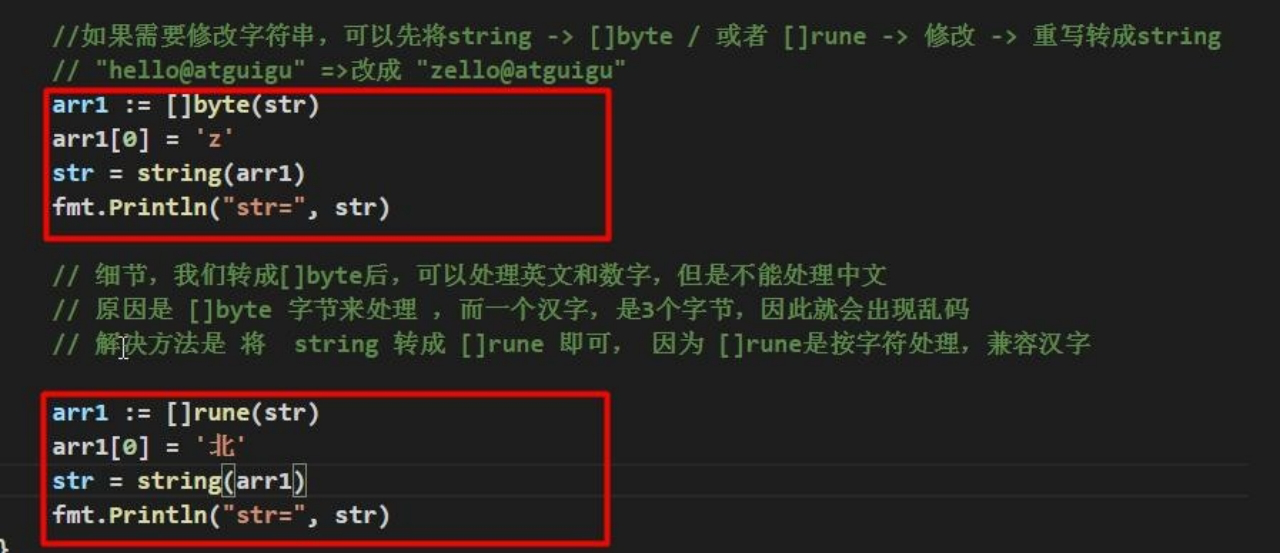 //如果需要修改字符串，可以先将string -> []byte / 或者 []rune -> 修改 -> 重写转成string
// "hello@atguigu" =>改成 "zello@atguigu"
arr1 := []byte(str)
arr1[0] = 'z'
str = string(arr1)
fmt.Println("str=", str)
// 细节，我们转成[]byte后，可以处理英文和数字，但是不能处理中文
// 原因是 []byte 字节来处理 ，而一个汉字，是3个字节，因此就会出现乱码
// 解决方法是 将  string 转成 []rune 即可， 因为 []rune是按字符处理，兼容汉字
arr1 := []rune(str)
arr1[0] = '北'
str = string(arr1)
fmt.Println("str=", str)
}